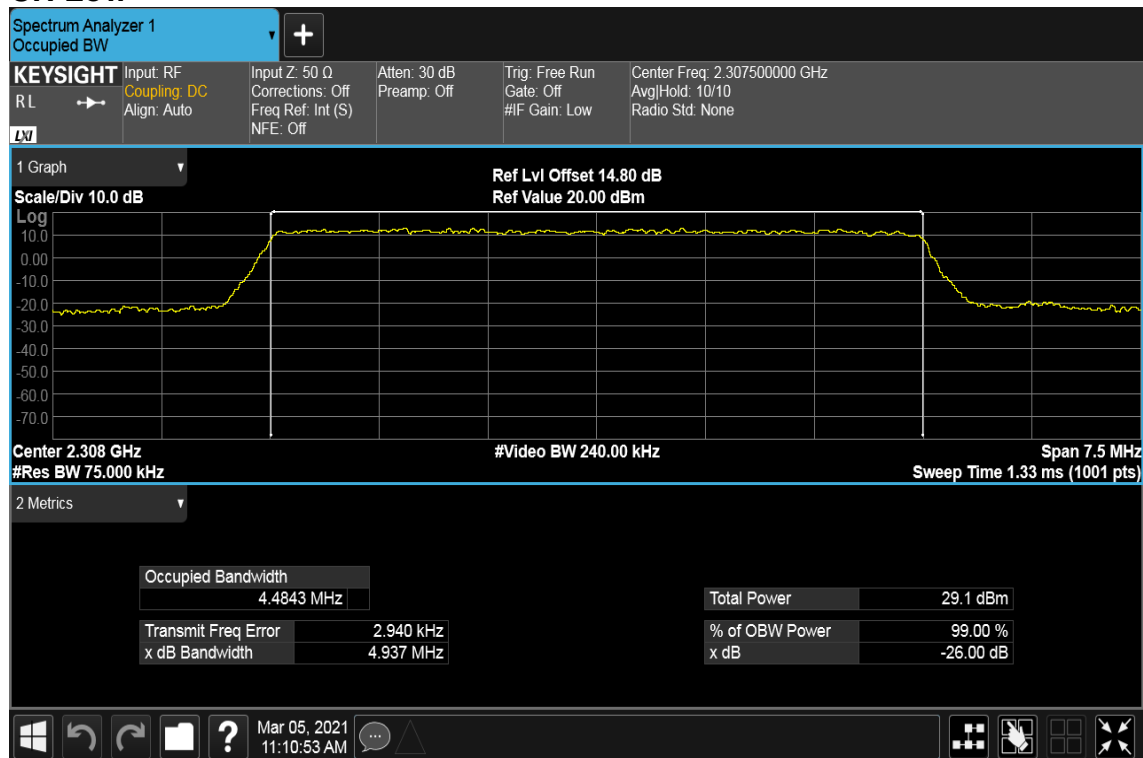 Spectrum Analyzer 1
Occupied BW
KEYSIGHT
RL
LXI
Input: RF
Coupling: DC
Align: Auto
Input Z: 50 Ω
Corrections: Off
Freq Ref: Int (S)
NFE: Off
Atten: 30 dB
Preamp: Off
Trig: Free Run
Gate: Off
#IF Gain: Low
Center Freq: 2.307500000 GHz
Avg|Hold: 10/10
Radio Std: None
1 Graph
Scale/Div 10.0 dB
Ref Lvl Offset 14.80 dB
Ref Value 20.00 dBm
Log
10.0
0.00
-10.0
-20.0
-30.0
-40.0
-50.0
-60.0
-70.0
Center 2.308 GHz
#Video BW 240.00 kHz
Span 7.5 MHz
#Res BW 75.000 kHz
Sweep Time 1.33 ms (1001 pts)
2 Metrics
Occupied Bandwidth
4.4843 MHz
Total Power 29.1 dBm
Transmit Freq Error 2.940 kHz
% of OBW Power 99.00 %
x dB Bandwidth 4.937 MHz
x dB -26.00 dB
?
Mar 05, 2021
11:10:53 AM